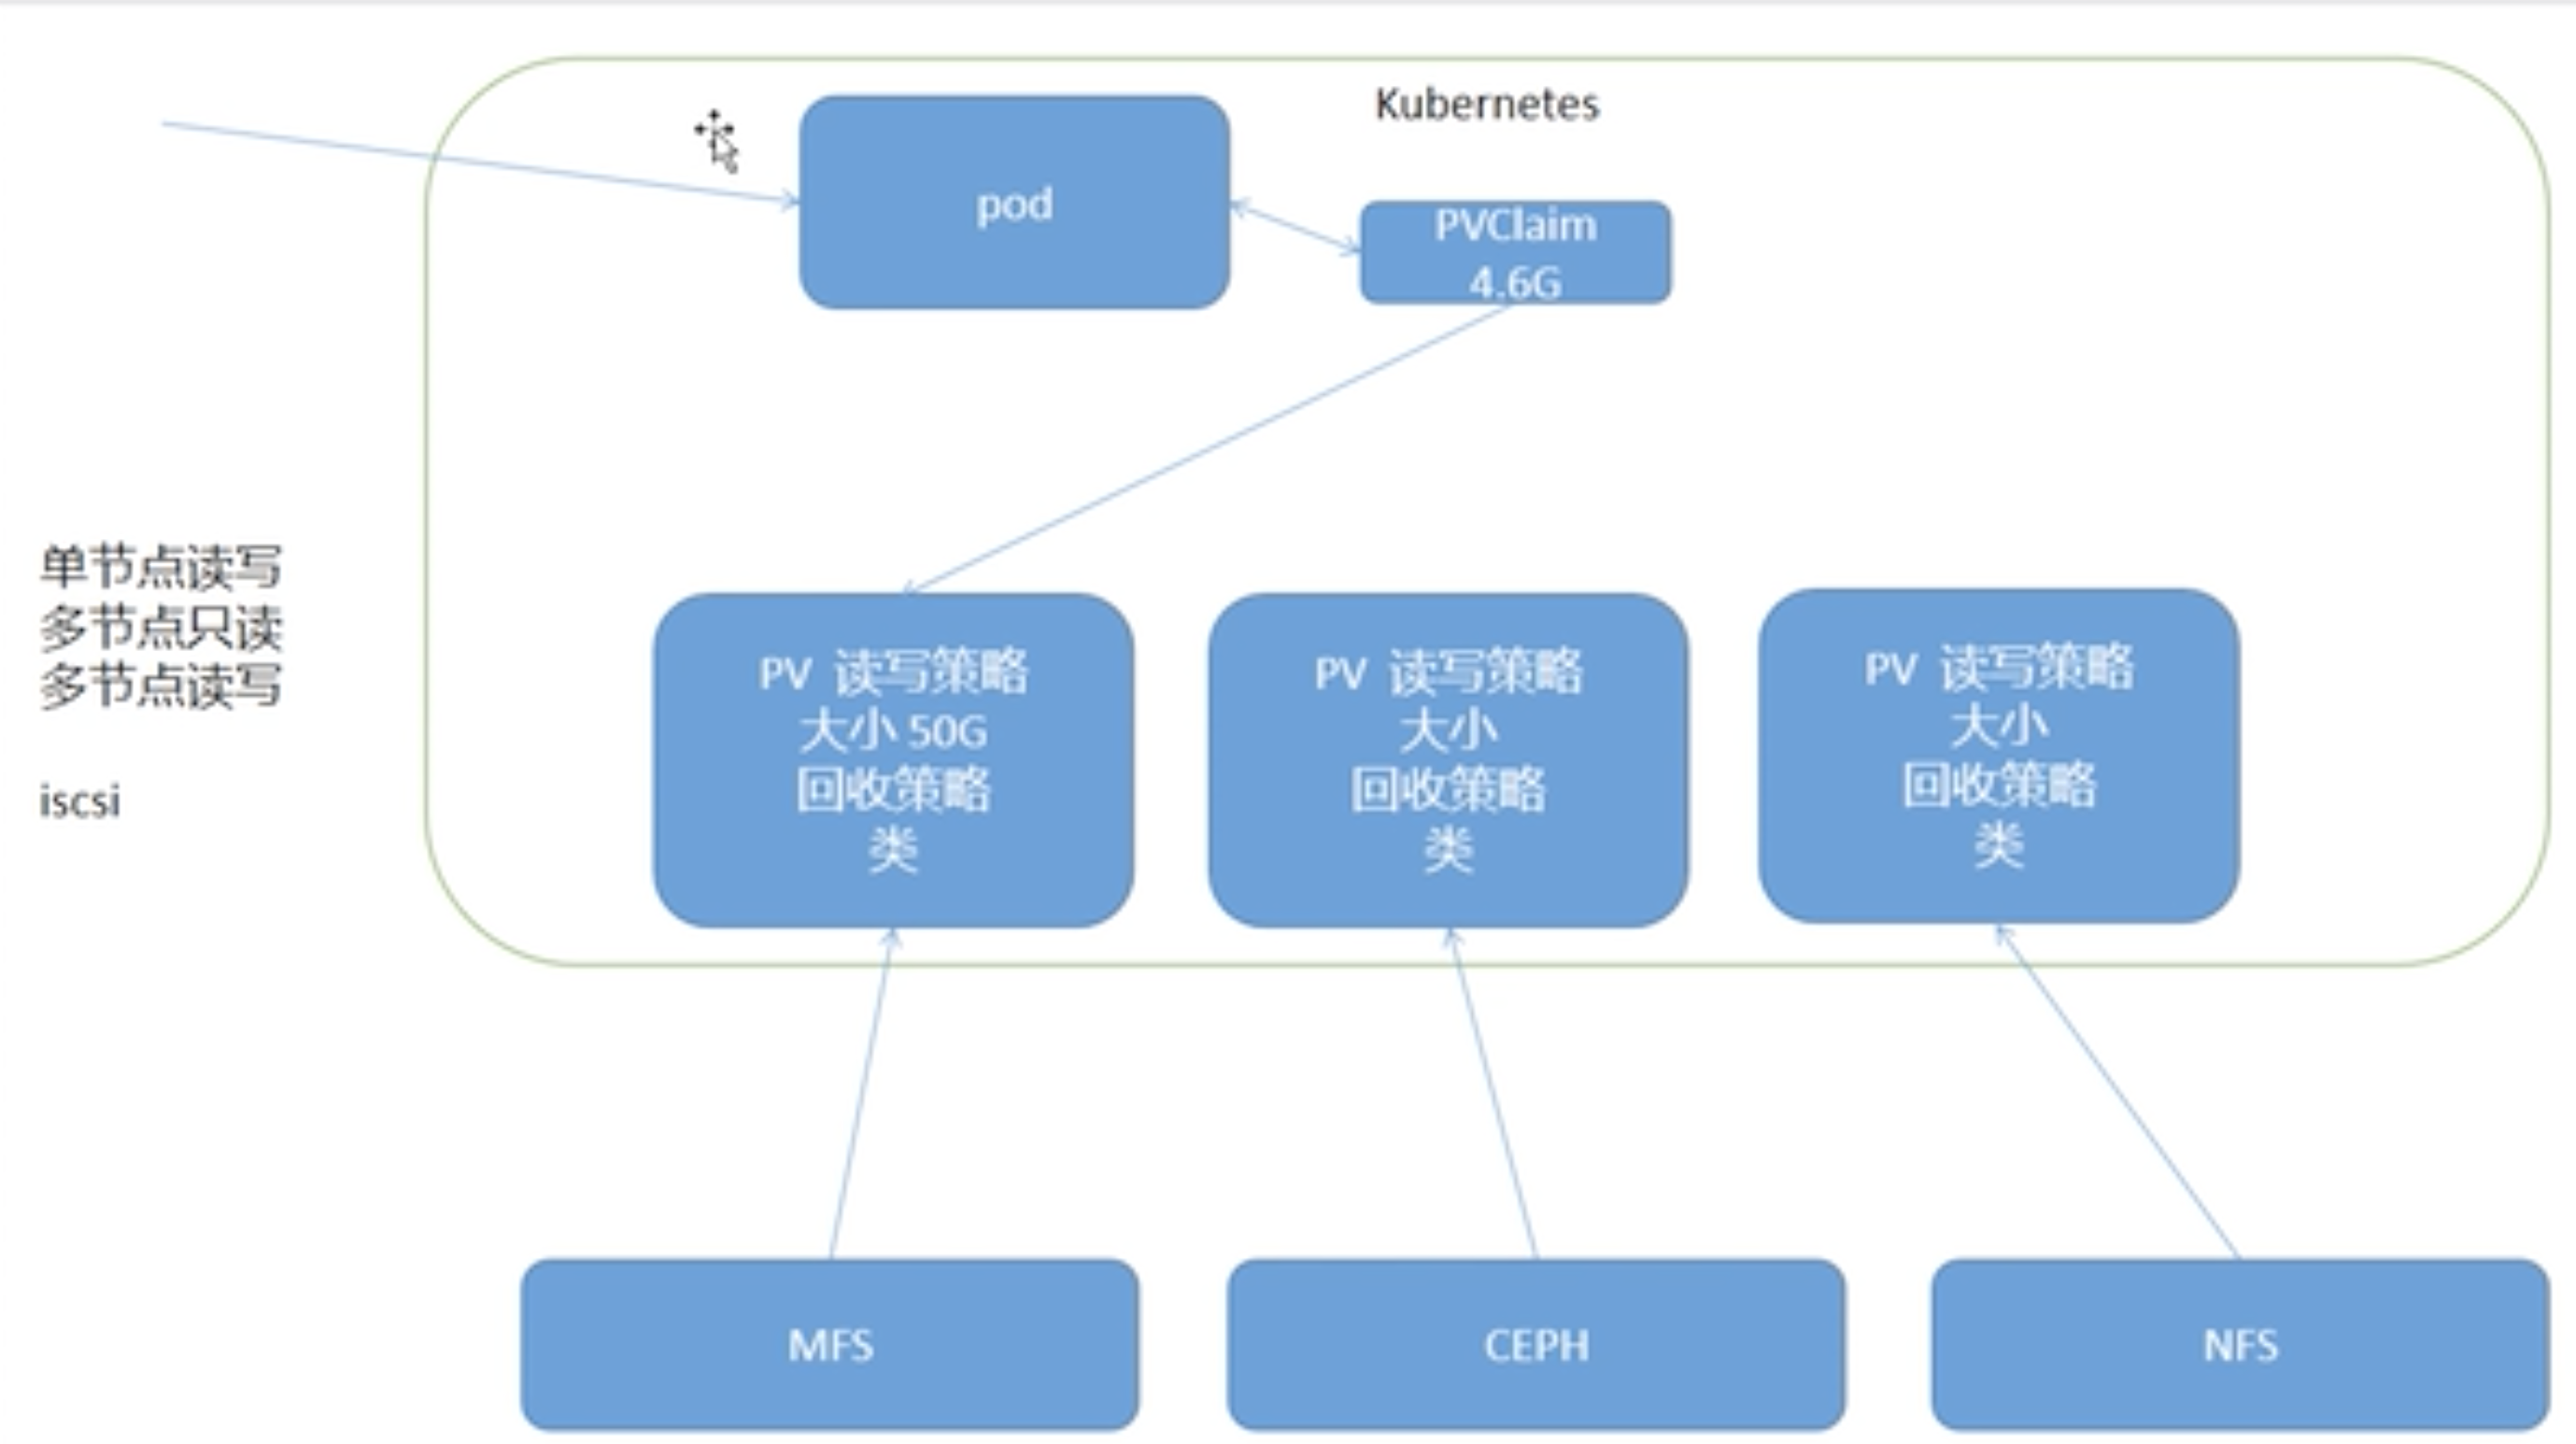 Kubernetes
pod
PVClaim
4.6G
单节点读写
多节点只读
多节点读写
iscsi
PV 读写策略
大小 50G
回收策略
类
PV 读写策略
大小
回收策略
类
PV 读写策略
大小
回收策略
类
MFS
CEPH
NFS